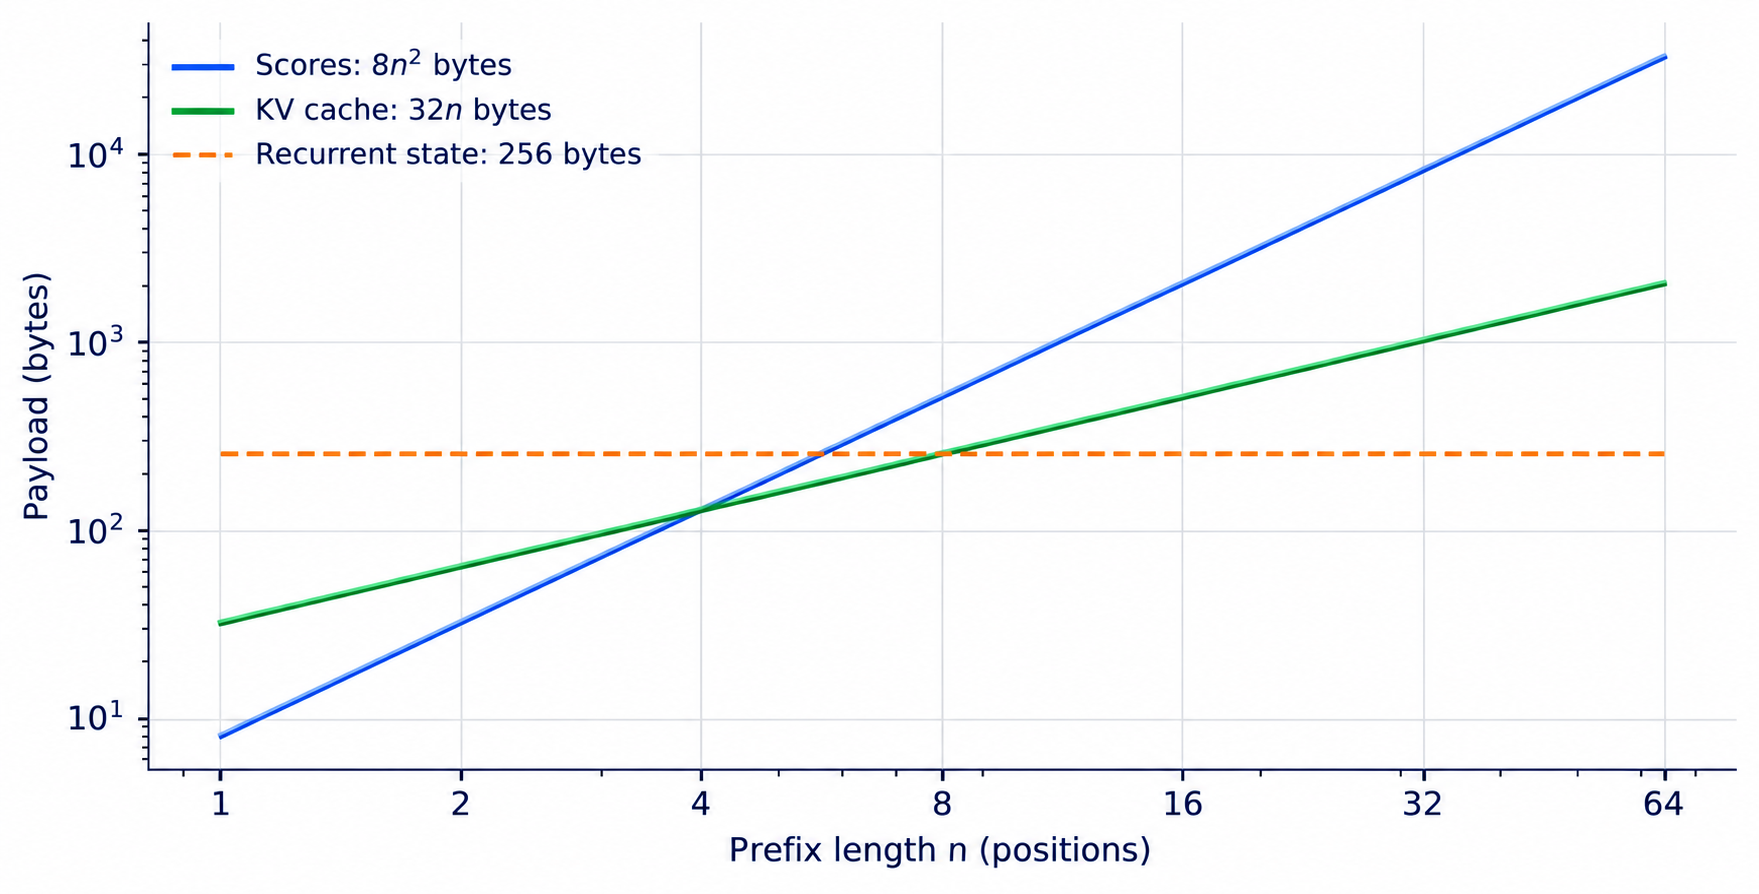 Scores: 8n² bytes
KV cache: 32n bytes
Recurrent state: 256 bytes
10⁴
10³
10²
10¹
Payload (bytes)
1 2 4 8 16 32 64
Prefix length n (positions)